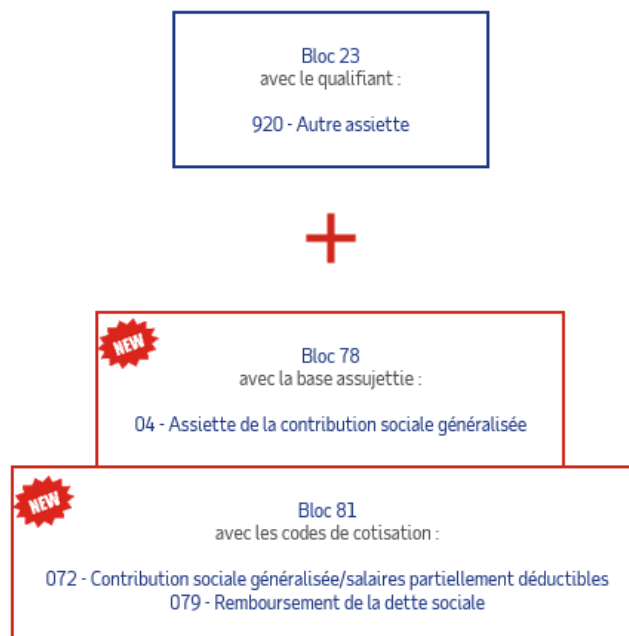 Bloc 23
avec le qualifiant :
920 - Autre assiette
+
NEW
Bloc 78
avec la base assujettie :
04 - Assiette de la contribution sociale généralisée
NEW
Bloc 81
avec les codes de cotisation :
072 - Contribution sociale généralisée/salaires partiellement déductibles
079 - Remboursement de la dette sociale